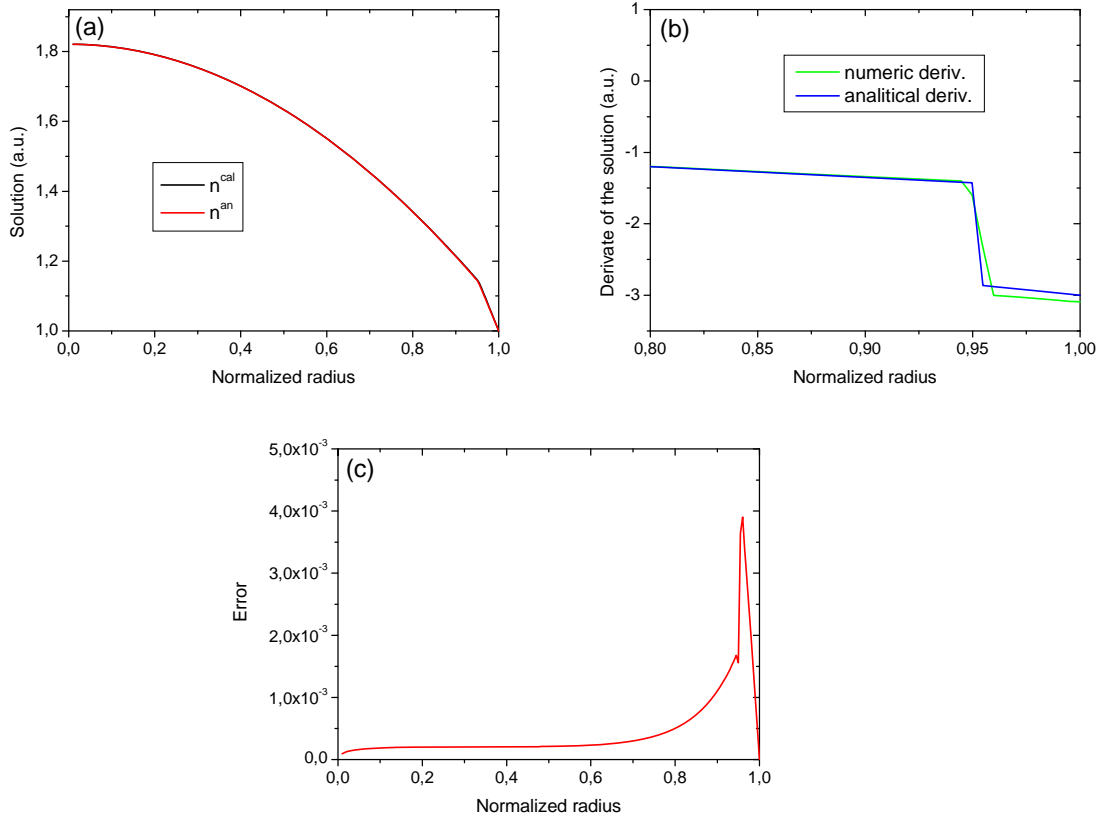 (a)
Solution (a.u.)
1,8
1,6
1,4
1,2
1,0
n^cal
n^an
0,0 0,2 0,4 0,6 0,8 1,0
Normalized radius
(b)
Derivate of the solution (a.u.)
1
0
-1
-2
-3
numeric deriv.
analitical deriv.
0,80 0,85 0,90 0,95 1,00
Normalized radius
(c)
Error
5,0x10^-3
4,0x10^-3
3,0x10^-3
2,0x10^-3
1,0x10^-3
0,0
0,0 0,2 0,4 0,6 0,8 1,0
Normalized radius